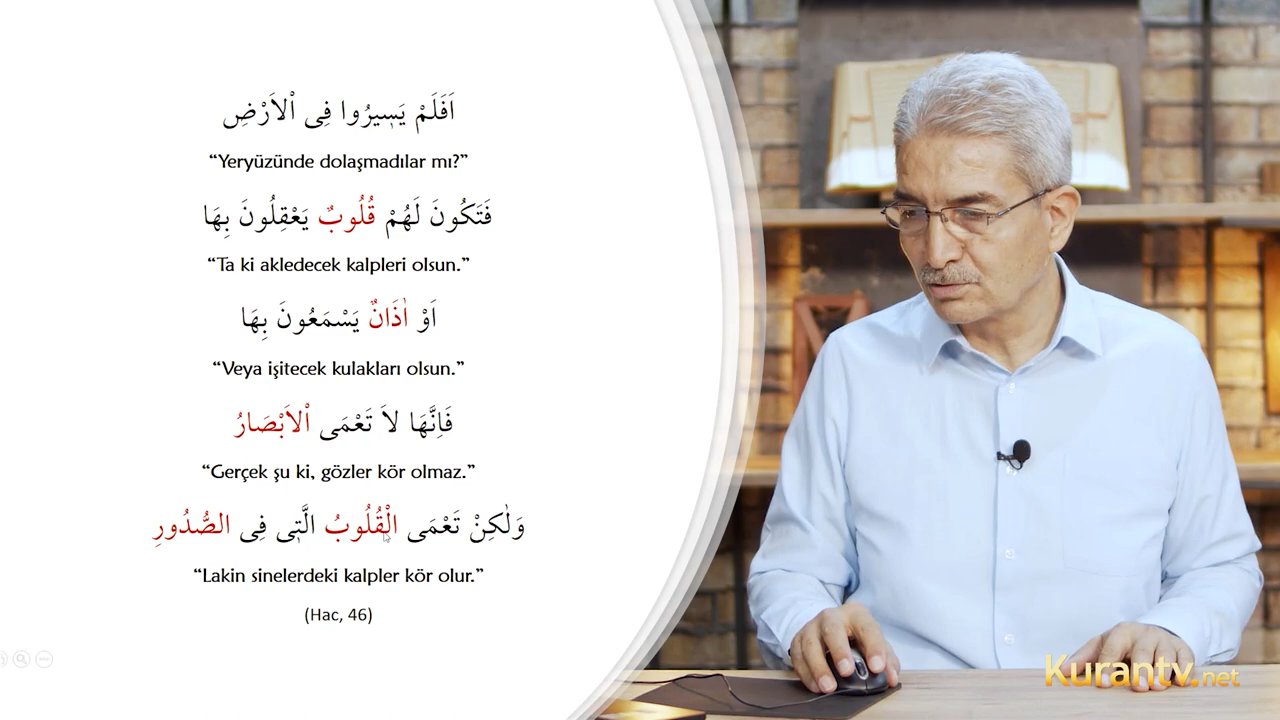 اَفَلَمْ يَسٖيرُوا فِى الْاَرْضِ
“Yeryüzünde dolaşmadılar mı?”
فَتَكُونَ لَهُمْ قُلُوبٌ يَعْقِلُونَ بِهَا
“Ta ki akledecek kalpleri olsun.”
اَوْ اٰذَانٌ يَسْمَعُونَ بِهَا
“Veya işitecek kulakları olsun.”
فَاِنَّهَا لاَ تَعْمَى الْاَبْصَارُ
“Gerçek şu ki, gözler kör olmaz.”
وَلٰكِنْ تَعْمَى الْقُلُوبُ الَّتٖى فِى الصُّدُورِ
“Lakin sinelerdeki kalpler kör olur.”
(Hac, 46)
Kurantv.net